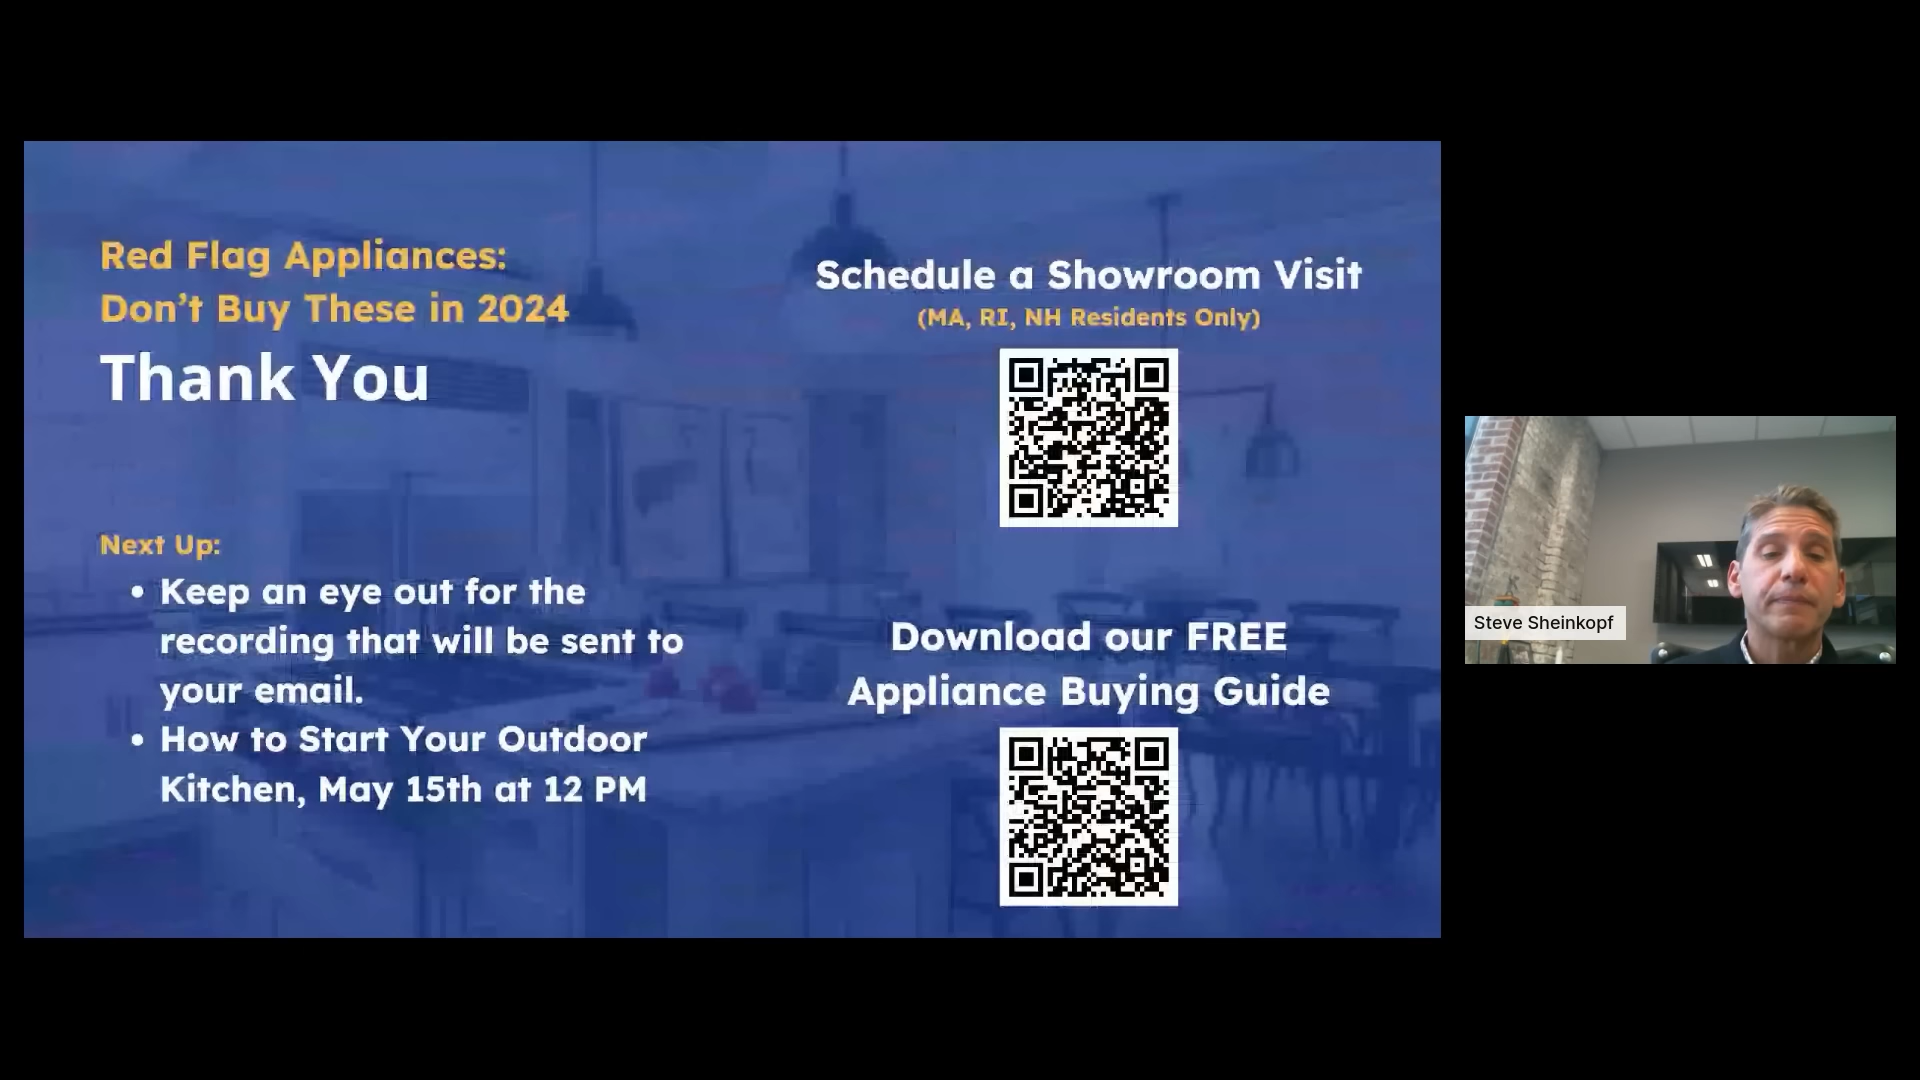 Red Flag Appliances:
Don’t Buy These in 2024
Thank You
Next Up:
• Keep an eye out for the
recording that will be sent to
your email.
• How to Start Your Outdoor
Kitchen, May 15th at 12 PM
Schedule a Showroom Visit
(MA, RI, NH Residents Only)
Download our FREE
Appliance Buying Guide
Steve Sheinkopf